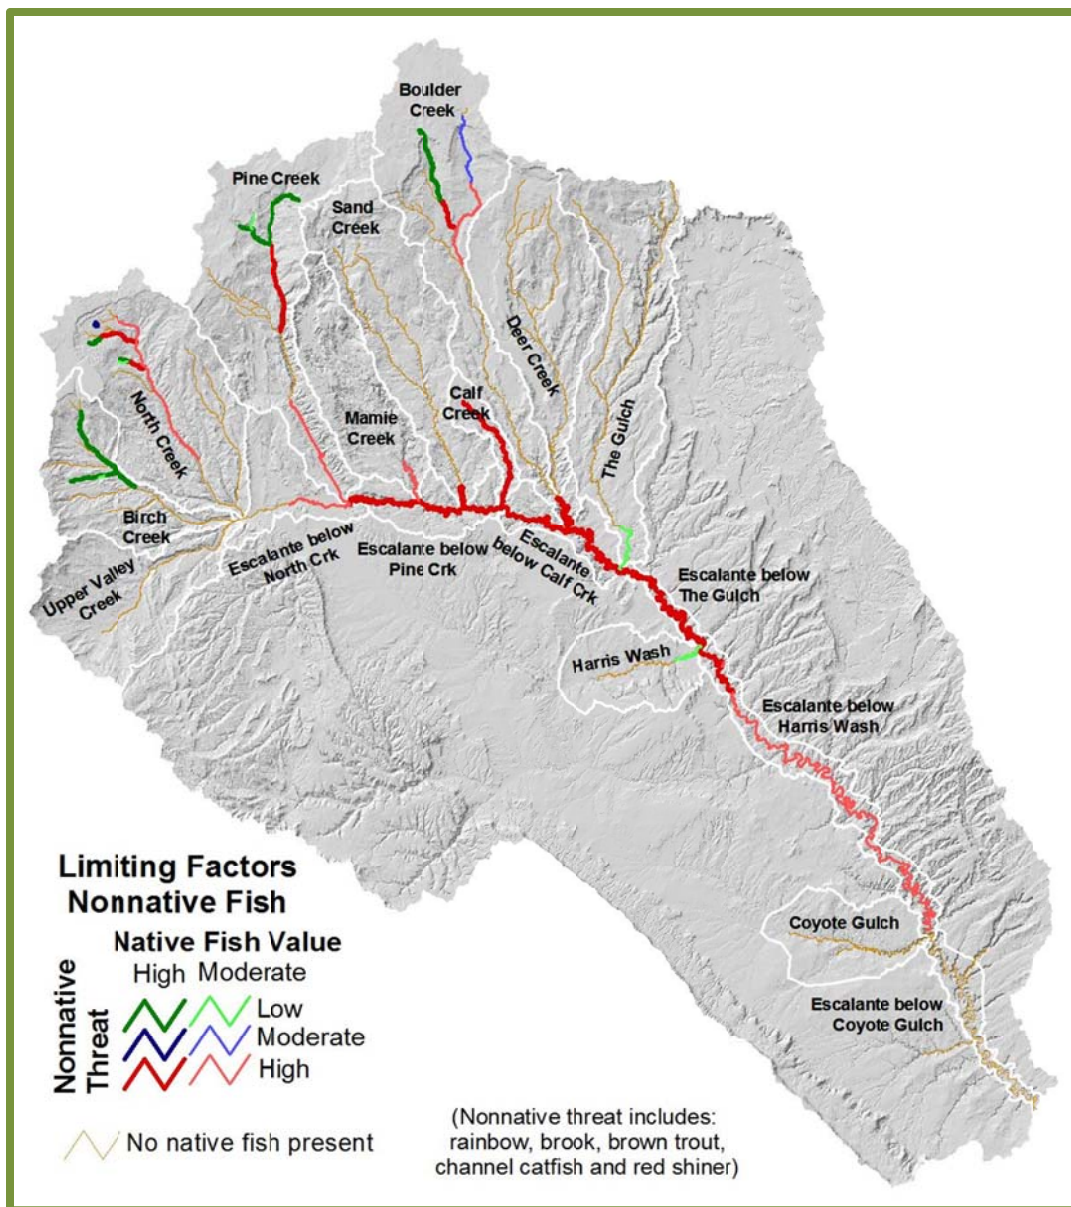 Boulder
Creek
Pine Creek
Sand
Creek
Deer Creek
Calf
Creek
North Creek
Mamie
Creek
The Gulch
Birch
Creek
Escalante below
North Crk
Escalante below
Pine Crk
Escalante
below Calf Crk
Upper Valley
Creek
Escalante below
The Gulch
Harris Wash
Escalante below
Harris Wash
Limiting Factors
Nonnative Fish
Native Fish Value
High Moderate
Nonnative
Threat
Low
Moderate
High
No native fish present
Coyote Gulch
Escalante below
Coyote Gulch
(Nonnative threat includes:
rainbow, brook, brown trout,
channel catfish and red shiner)